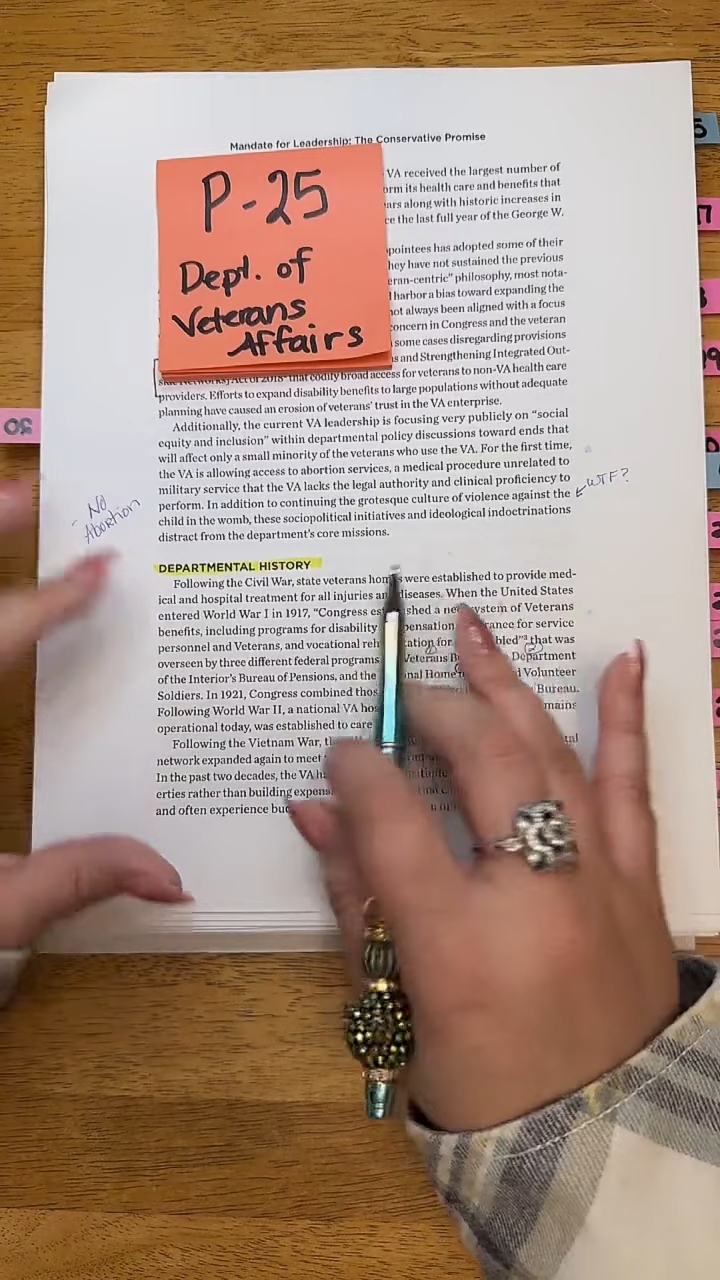 Mandate for Leadership: The Conservative Promise
P-25
Dept. of
Veterans
Affairs
VA received the largest number of
orm its health care and benefits that
ars along with historic increases in
ce the last full year of the George W.
pointees has adopted some of their
hey have not sustained the previous
eran-centric” philosophy, most nota-
harbor a bias toward expanding the
not always been aligned with a focus
concern in Congress and the veteran
some cases disregarding provisions
s and Strengthening Integrated Out-
side Networks) Act of 2018 that codify broad access for veterans to non-VA health care
providers. Efforts to expand disability benefits to large populations without adequate
planning have caused an erosion of veterans’ trust in the VA enterprise.
Additionally, the current VA leadership is focusing very publicly on “social
equity and inclusion” within departmental policy discussions toward ends that
will affect only a small minority of the veterans who use the VA. For the first time,
the VA is allowing access to abortion services, a medical procedure unrelated to
military service that the VA lacks the legal authority and clinical proficiency to
perform. In addition to continuing the grotesque culture of violence against the
child in the womb, these sociopolitical initiatives and ideological indoctrinations
distract from the department’s core missions.
WTF?
- No
Abortion
DEPARTMENTAL HISTORY
Following the Civil War, state veterans homes were established to provide med-
ical and hospital treatment for all injuries and diseases. When the United States
entered World War I in 1917, “Congress established a new system of Veterans
benefits, including programs for disability pensation rance for service
personnel and Veterans, and vocational reh tation for bled” that was
overseen by three different federal programs Veterans B Department
of the Interior’s Bureau of Pensions, and the nal Home d Volunteer
Soldiers. In 1921, Congress combined thos Bureau.
Following World War II, a national VA hos mains
operational today, was established to care
Following the Vietnam War, th tal
network expanded again to meet
In the past two decades, the VA h
erties rather than building expens
and often experience bu
50